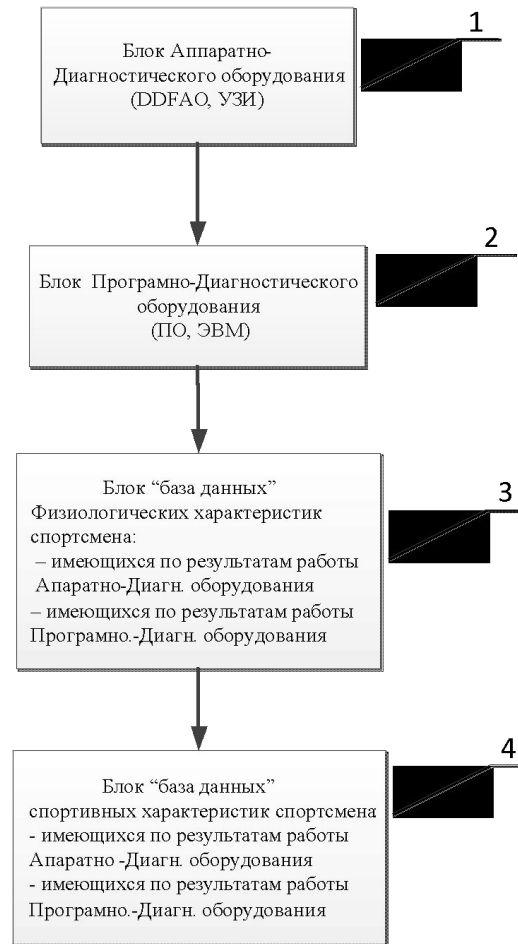 1
Блок Аппаратно-
Диагностического оборудования
(DDFAO, УЗИ)
2
Блок Програмно-Диагностического
оборудования
(ПО, ЭВМ)
3
Блок “база данных”
Физиологических характеристик
спортсмена:
– имеющихся по результатам работы
Апаратно-Диагн. оборудования
– имеющихся по результатам работы
Програмно.-Диагн. оборудования
4
Блок “база данных”
спортивных характеристик спортсмена
- имеющихся по результатам работы
Апаратно -Диагн. оборудования
- имеющихся по результатам работы
Програмно.-Диагн. оборудования